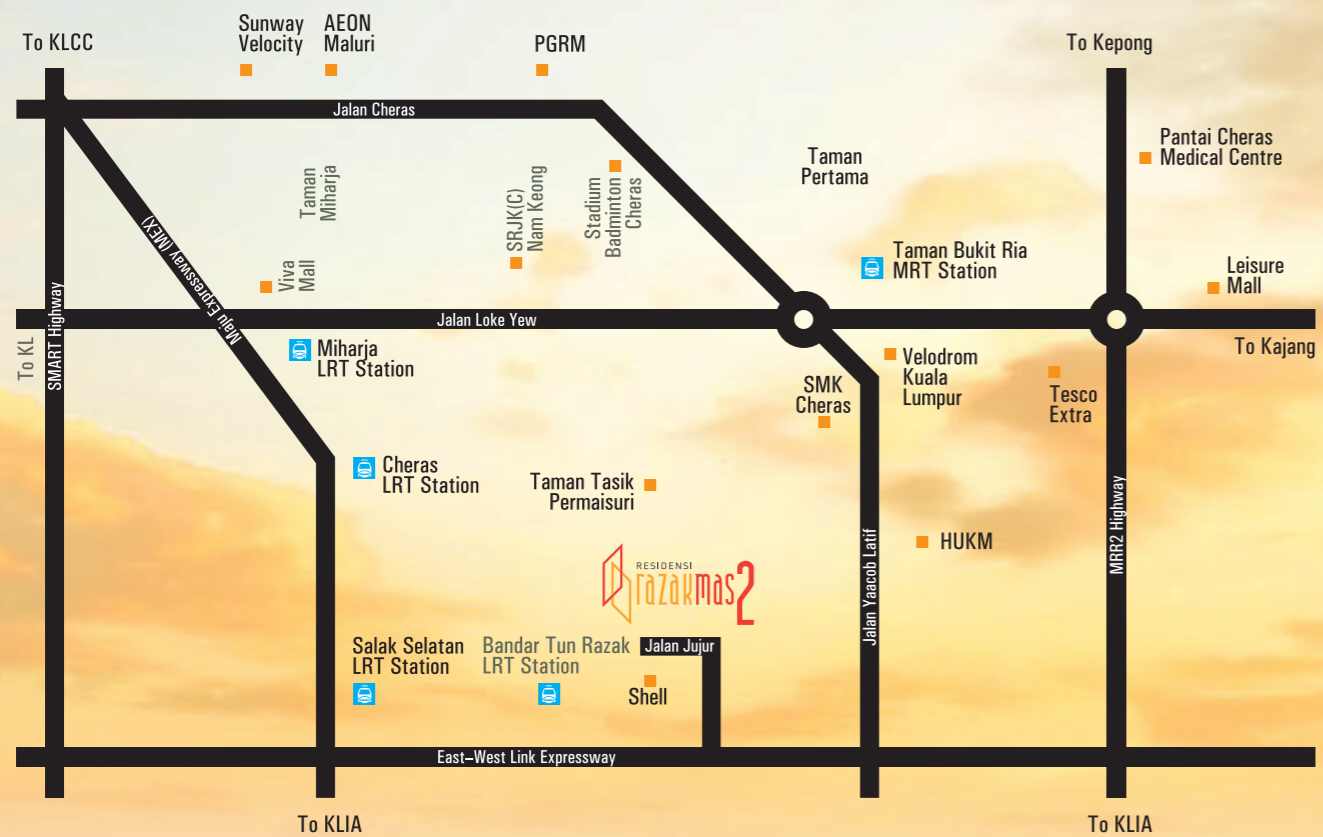 To KLCC
Sunway
Velocity
AEON
Maluri
PGRM
To Kepong
Jalan Cheras
Pantai Cheras
Medical Centre
Taman
Pertama
Taman
Miharja
SRJK(C)
Nam Keong
Stadium
Badminton
Cheras
Maju Expressway (MEX)
Viva
Mall
Taman Bukit Ria
MRT Station
Leisure
Mall
SMART Highway
Jalan Loke Yew
To KL
To Kajang
Miharja
LRT Station
Velodrom
Kuala
Lumpur
SMK
Cheras
Tesco
Extra
Cheras
LRT Station
Taman Tasik
Permaisuri
HUKM
MRR2 Highway
Jalan Yaacob Latif
RESIDENSI
razakmas2
Salak Selatan
LRT Station
Bandar Tun Razak
LRT Station
Jalan Jujur
Shell
East–West Link Expressway
To KLIA
To KLIA